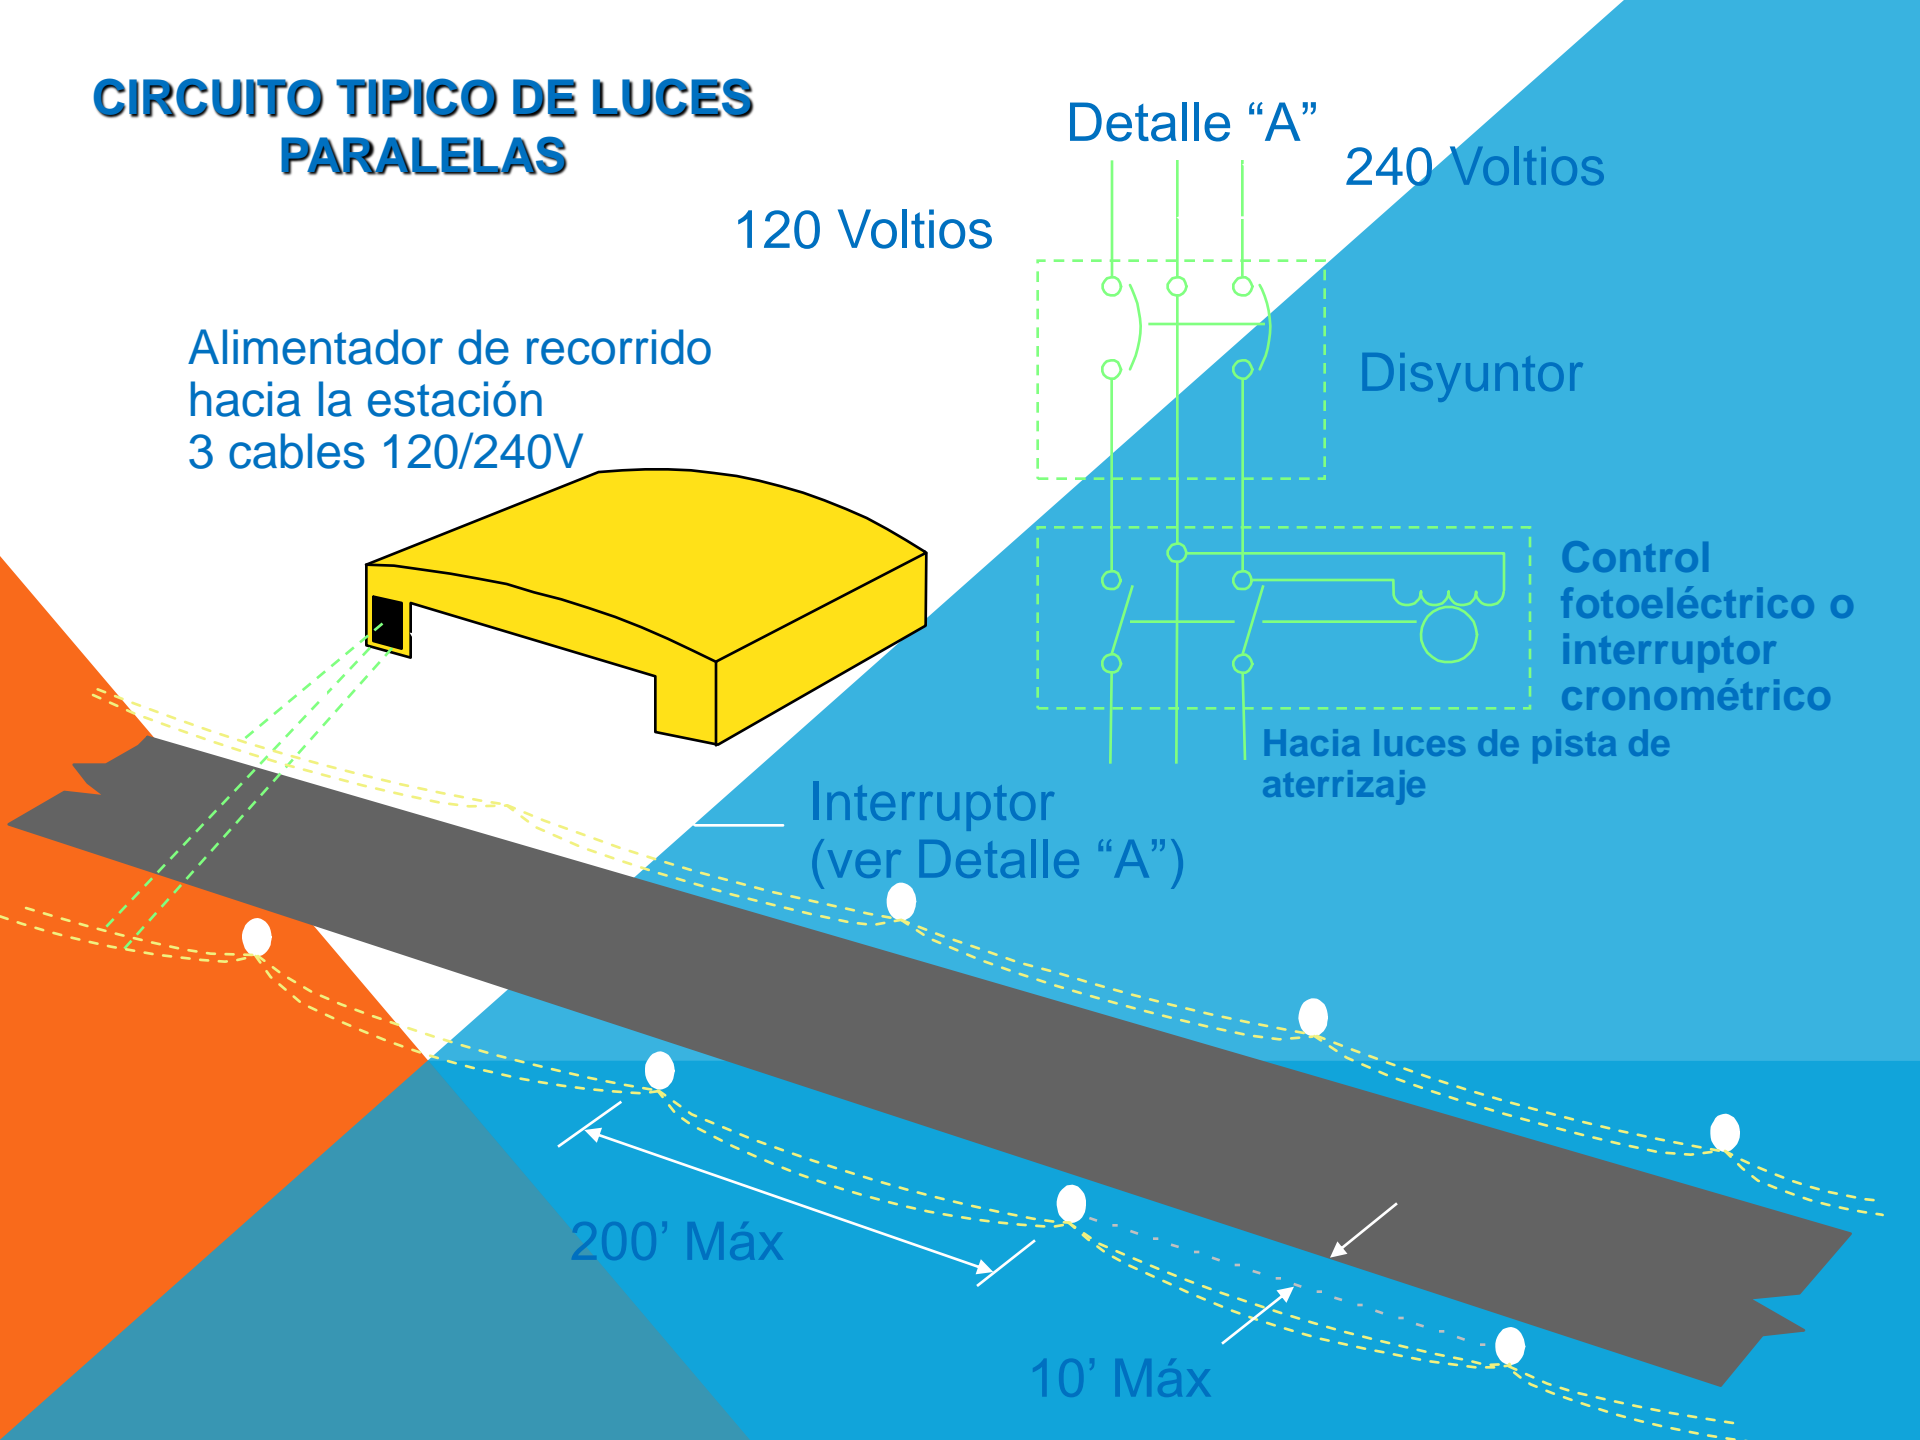 CIRCUITO TIPICO DE LUCES
PARALELAS
Detalle “A”
240 Voltios
120 Voltios
Alimentador de recorrido
hacia la estación
3 cables 120/240V
Disyuntor
Control
fotoeléctrico o
interruptor
cronométrico
Hacia luces de pista de
aterrizaje
Interruptor
(ver Detalle “A”)
200’ Máx
10’ Máx